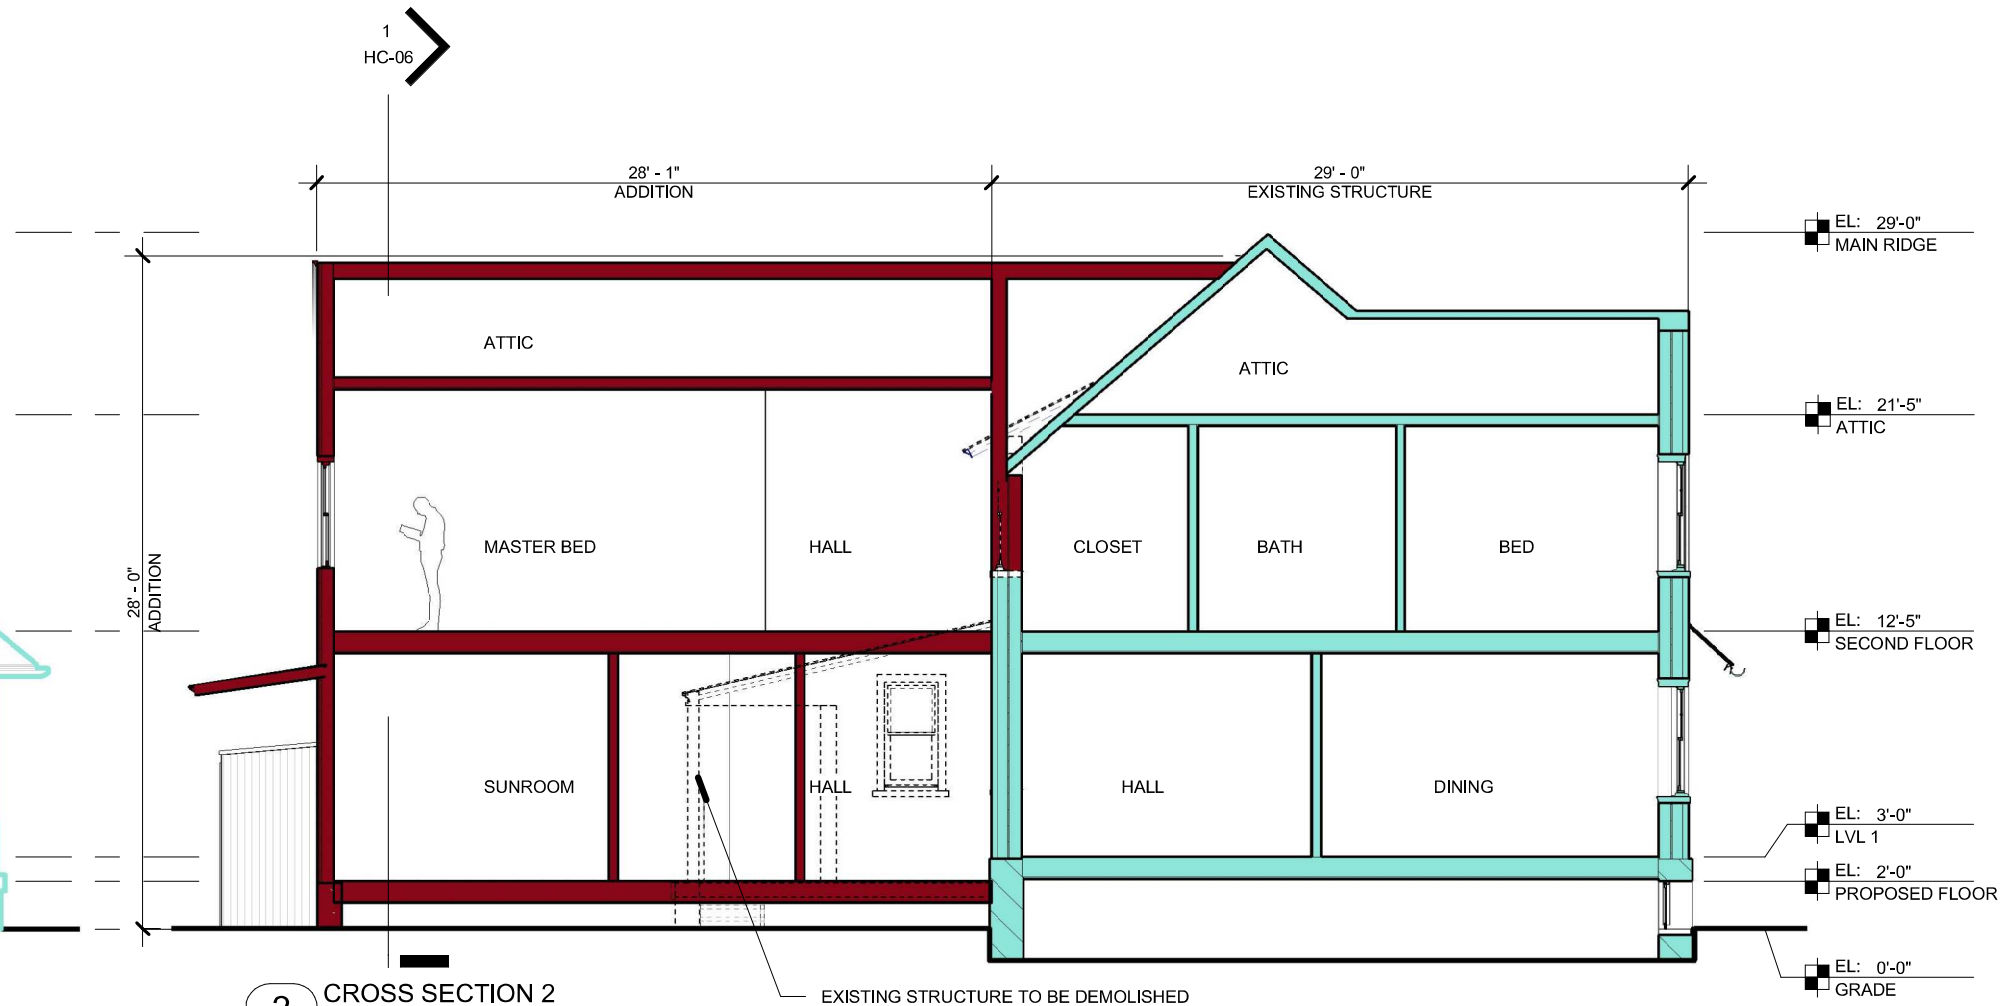 1
HC-06
28' - 1"
ADDITION
29' - 0"
EXISTING STRUCTURE
EL: 29'-0"
MAIN RIDGE
ATTIC
ATTIC
EL: 21'-5"
ATTIC
MASTER BED
HALL
CLOSET
BATH
BED
28' - 0"
ADDITION
EL: 12'-5"
SECOND FLOOR
SUNROOM
HALL
HALL
DINING
EL: 3'-0"
LVL 1
EL: 2'-0"
PROPOSED FLOOR
EL: 0'-0"
GRADE
CROSS SECTION 2
EXISTING STRUCTURE TO BE DEMOLISHED